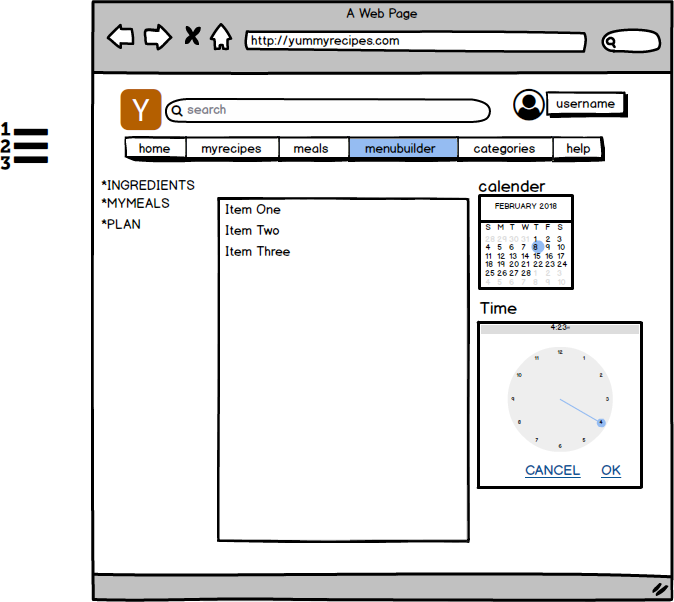 A Web Page
http://yummyrecipes.com
Y
search
username
home myrecipes meals menubuilder categories help
1
2
3
*INGREDIENTS
*MYMEALS
*PLAN
Item One
Item Two
Item Three
calender
FEBRUARY 2018
S M T W T F S
28 29 30 31 1 2 3
4 5 6 7 8 9 10
11 12 13 14 15 16 17
18 19 20 21 22 23 24
25 26 27 28 1 2 3
4 5 6 7 8 9 10
Time
4:23
12
11 1
10 2
9 3
8 4
7 5
6
CANCEL OK